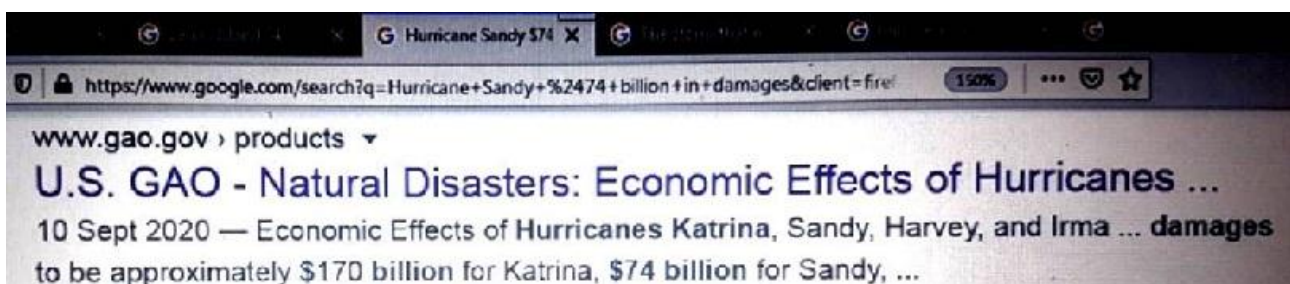 G Hurricane Sandy $74 X G G G
https://www.google.com/search?q=Hurricane+Sandy+%2474+billion+in+damages&client=firef 150% ...
www.gao.gov › products
U.S. GAO - Natural Disasters: Economic Effects of Hurricanes ...
10 Sept 2020 — Economic Effects of Hurricanes Katrina, Sandy, Harvey, and Irma ... damages
to be approximately $170 billion for Katrina, $74 billion for Sandy, ...